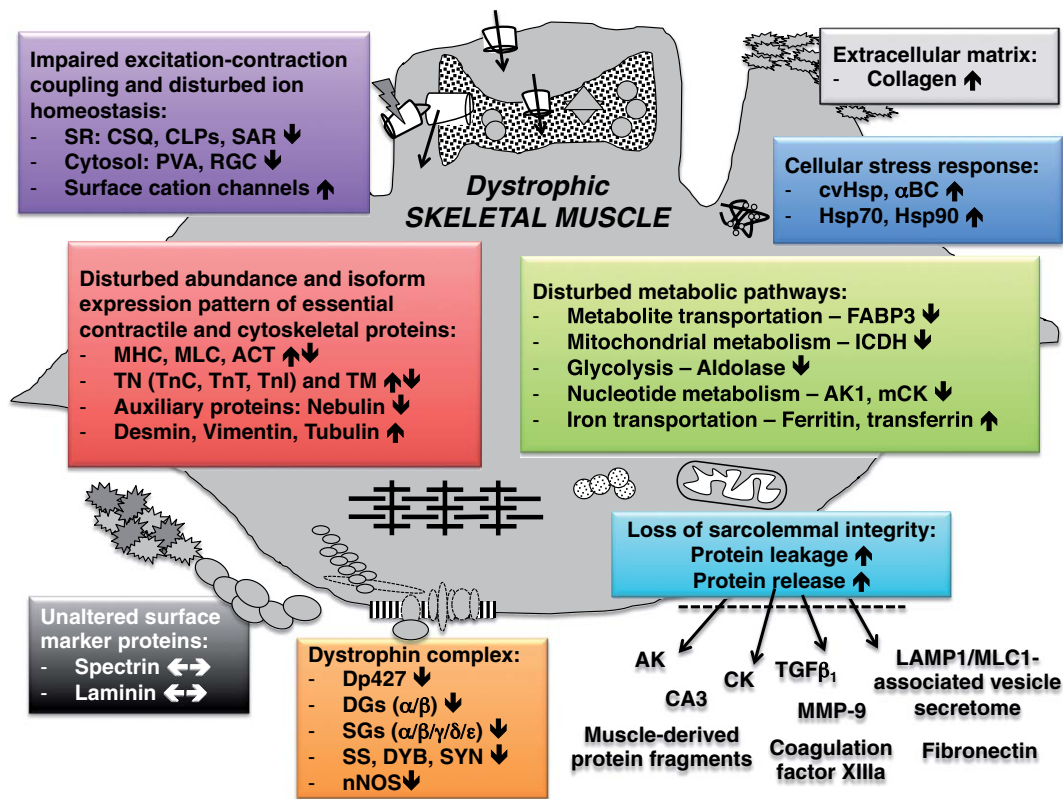 Impaired excitation-contraction
coupling and disturbed ion
homeostasis:
- SR: CSQ, CLPs, SAR 🡇
- Cytosol: PVA, RGC 🡇
- Surface cation channels 🡅
Extracellular matrix:
- Collagen 🡅
Dystrophic
SKELETAL MUSCLE
Cellular stress response:
- cvHsp, αBC 🡅
- Hsp70, Hsp90 🡅
Disturbed abundance and isoform
expression pattern of essential
contractile and cytoskeletal proteins:
- MHC, MLC, ACT 🡅🡇
- TN (TnC, TnT, TnI) and TM 🡅🡇
- Auxiliary proteins: Nebulin 🡇
- Desmin, Vimentin, Tubulin 🡅
Disturbed metabolic pathways:
- Metabolite transportation – FABP3 🡇
- Mitochondrial metabolism – ICDH 🡇
- Glycolysis – Aldolase 🡇
- Nucleotide metabolism – AK1, mCK 🡇
- Iron transportation – Ferritin, transferrin 🡅
Unaltered surface
marker proteins:
- Spectrin 🡄🡆
- Laminin 🡄🡆
Dystrophin complex:
- Dp427 🡇
- DGs (α/β) 🡇
- SGs (α/β/γ/δ/ε) 🡇
- SS, DYB, SYN 🡇
- nNOS🡇
Loss of sarcolemmal integrity:
Protein leakage 🡅
Protein release 🡅
AK
CA3
Muscle-derived
protein fragments
CK
TGFβ₁
MMP-9
Coagulation
factor XIIIa
LAMP1/MLC1-
associated vesicle
secretome
Fibronectin